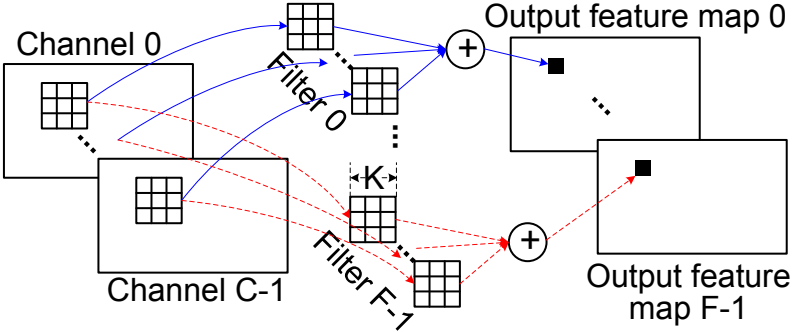 Output feature map 0
Channel 0
Filter 0
+
K
Filter F-1
+
Channel C-1
Output feature
map F-1